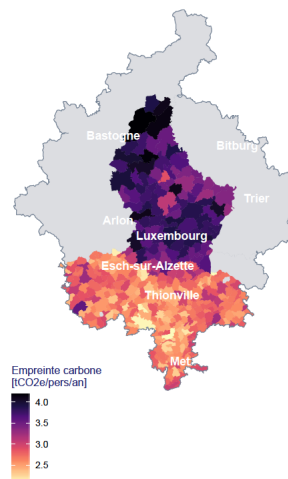 Bastogne
Bitburg
Trier
Arlon
Luxembourg
Esch-sur-Alzette
Thionville
Met
Empreinte carbone
[tCO2e/pers/an]
4.0
3.5
3.0
2.5